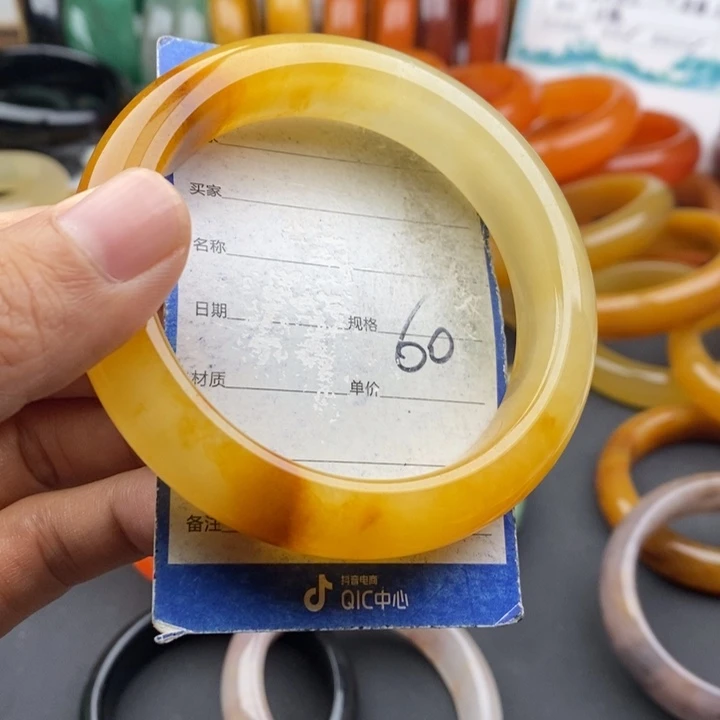 买家
名称
日期 规格 60
材质 单价
备注
抖音电商
QIC中心